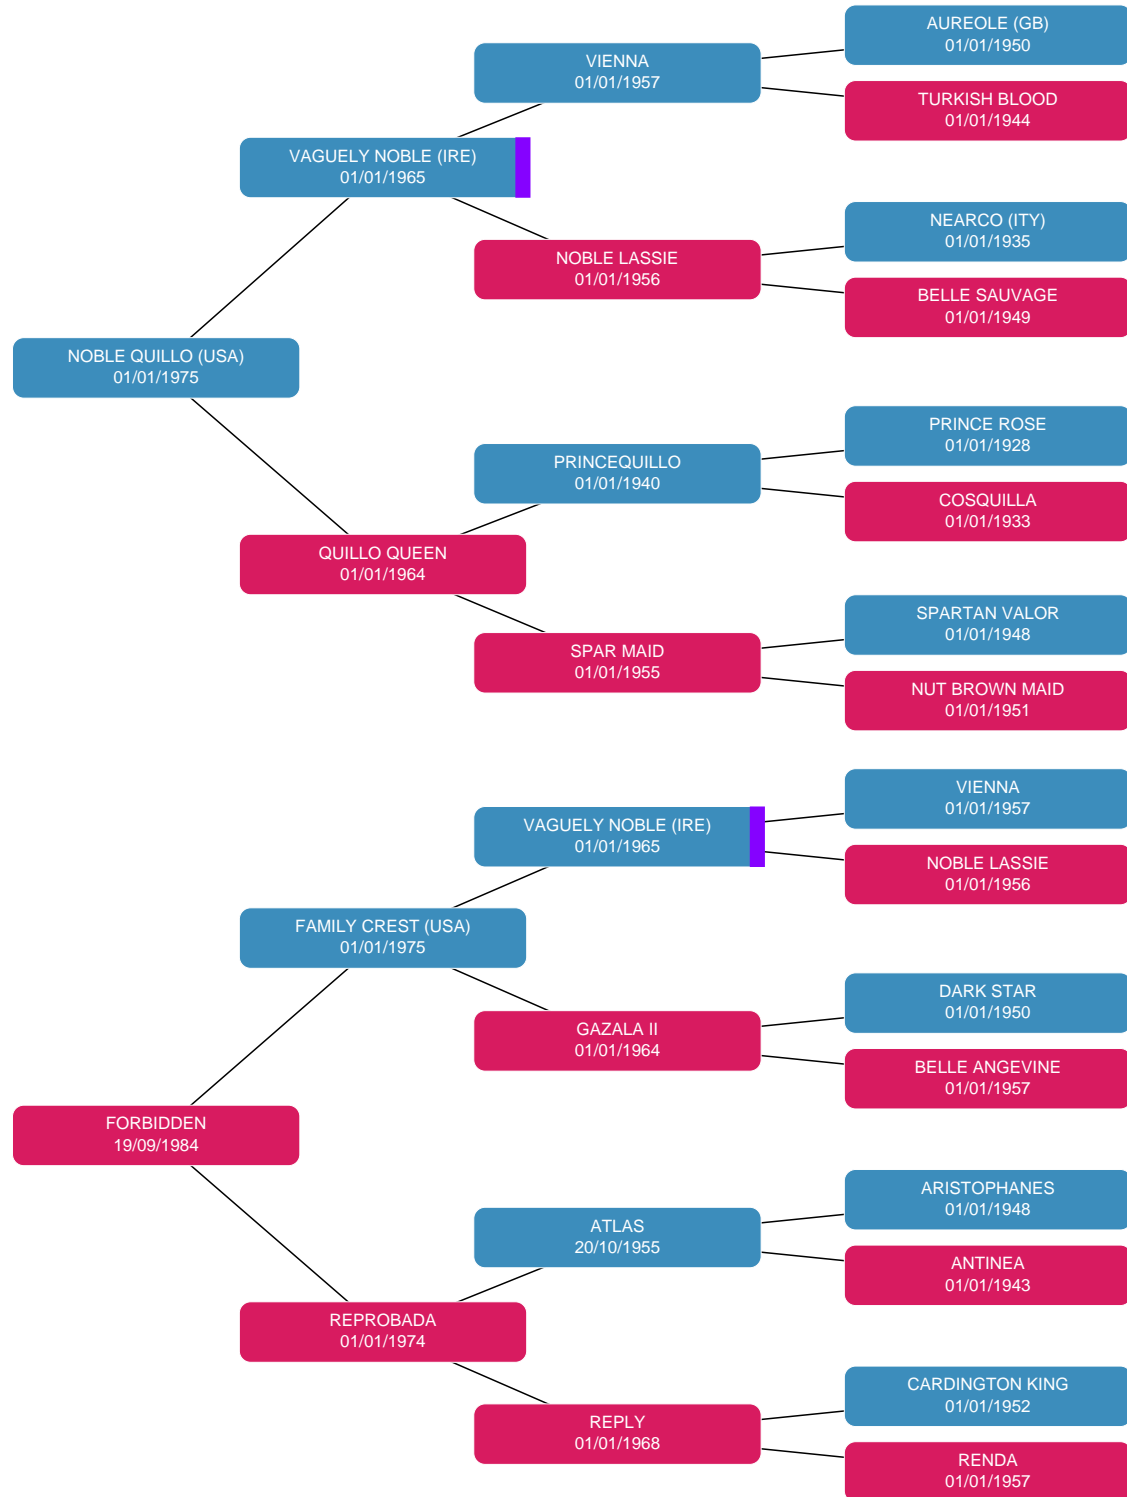 AUREOLE (GB)
01/01/1950
VIENNA
01/01/1957
TURKISH BLOOD
01/01/1944
VAGUELY NOBLE (IRE)
01/01/1965
NEARCO (ITY)
01/01/1935
NOBLE LASSIE
01/01/1956
BELLE SAUVAGE
01/01/1949
NOBLE QUILLO (USA)
01/01/1975
PRINCE ROSE
01/01/1928
PRINCEQUILLO
01/01/1940
COSQUILLA
01/01/1933
QUILLO QUEEN
01/01/1964
SPARTAN VALOR
01/01/1948
SPAR MAID
01/01/1955
NUT BROWN MAID
01/01/1951
VIENNA
01/01/1957
VAGUELY NOBLE (IRE)
01/01/1965
NOBLE LASSIE
01/01/1956
FAMILY CREST (USA)
01/01/1975
DARK STAR
01/01/1950
GAZALA II
01/01/1964
BELLE ANGEVINE
01/01/1957
FORBIDDEN
19/09/1984
ARISTOPHANES
01/01/1948
ATLAS
20/10/1955
ANTINEA
01/01/1943
REPROBADA
01/01/1974
CARDINGTON KING
01/01/1952
REPLY
01/01/1968
RENDA
01/01/1957